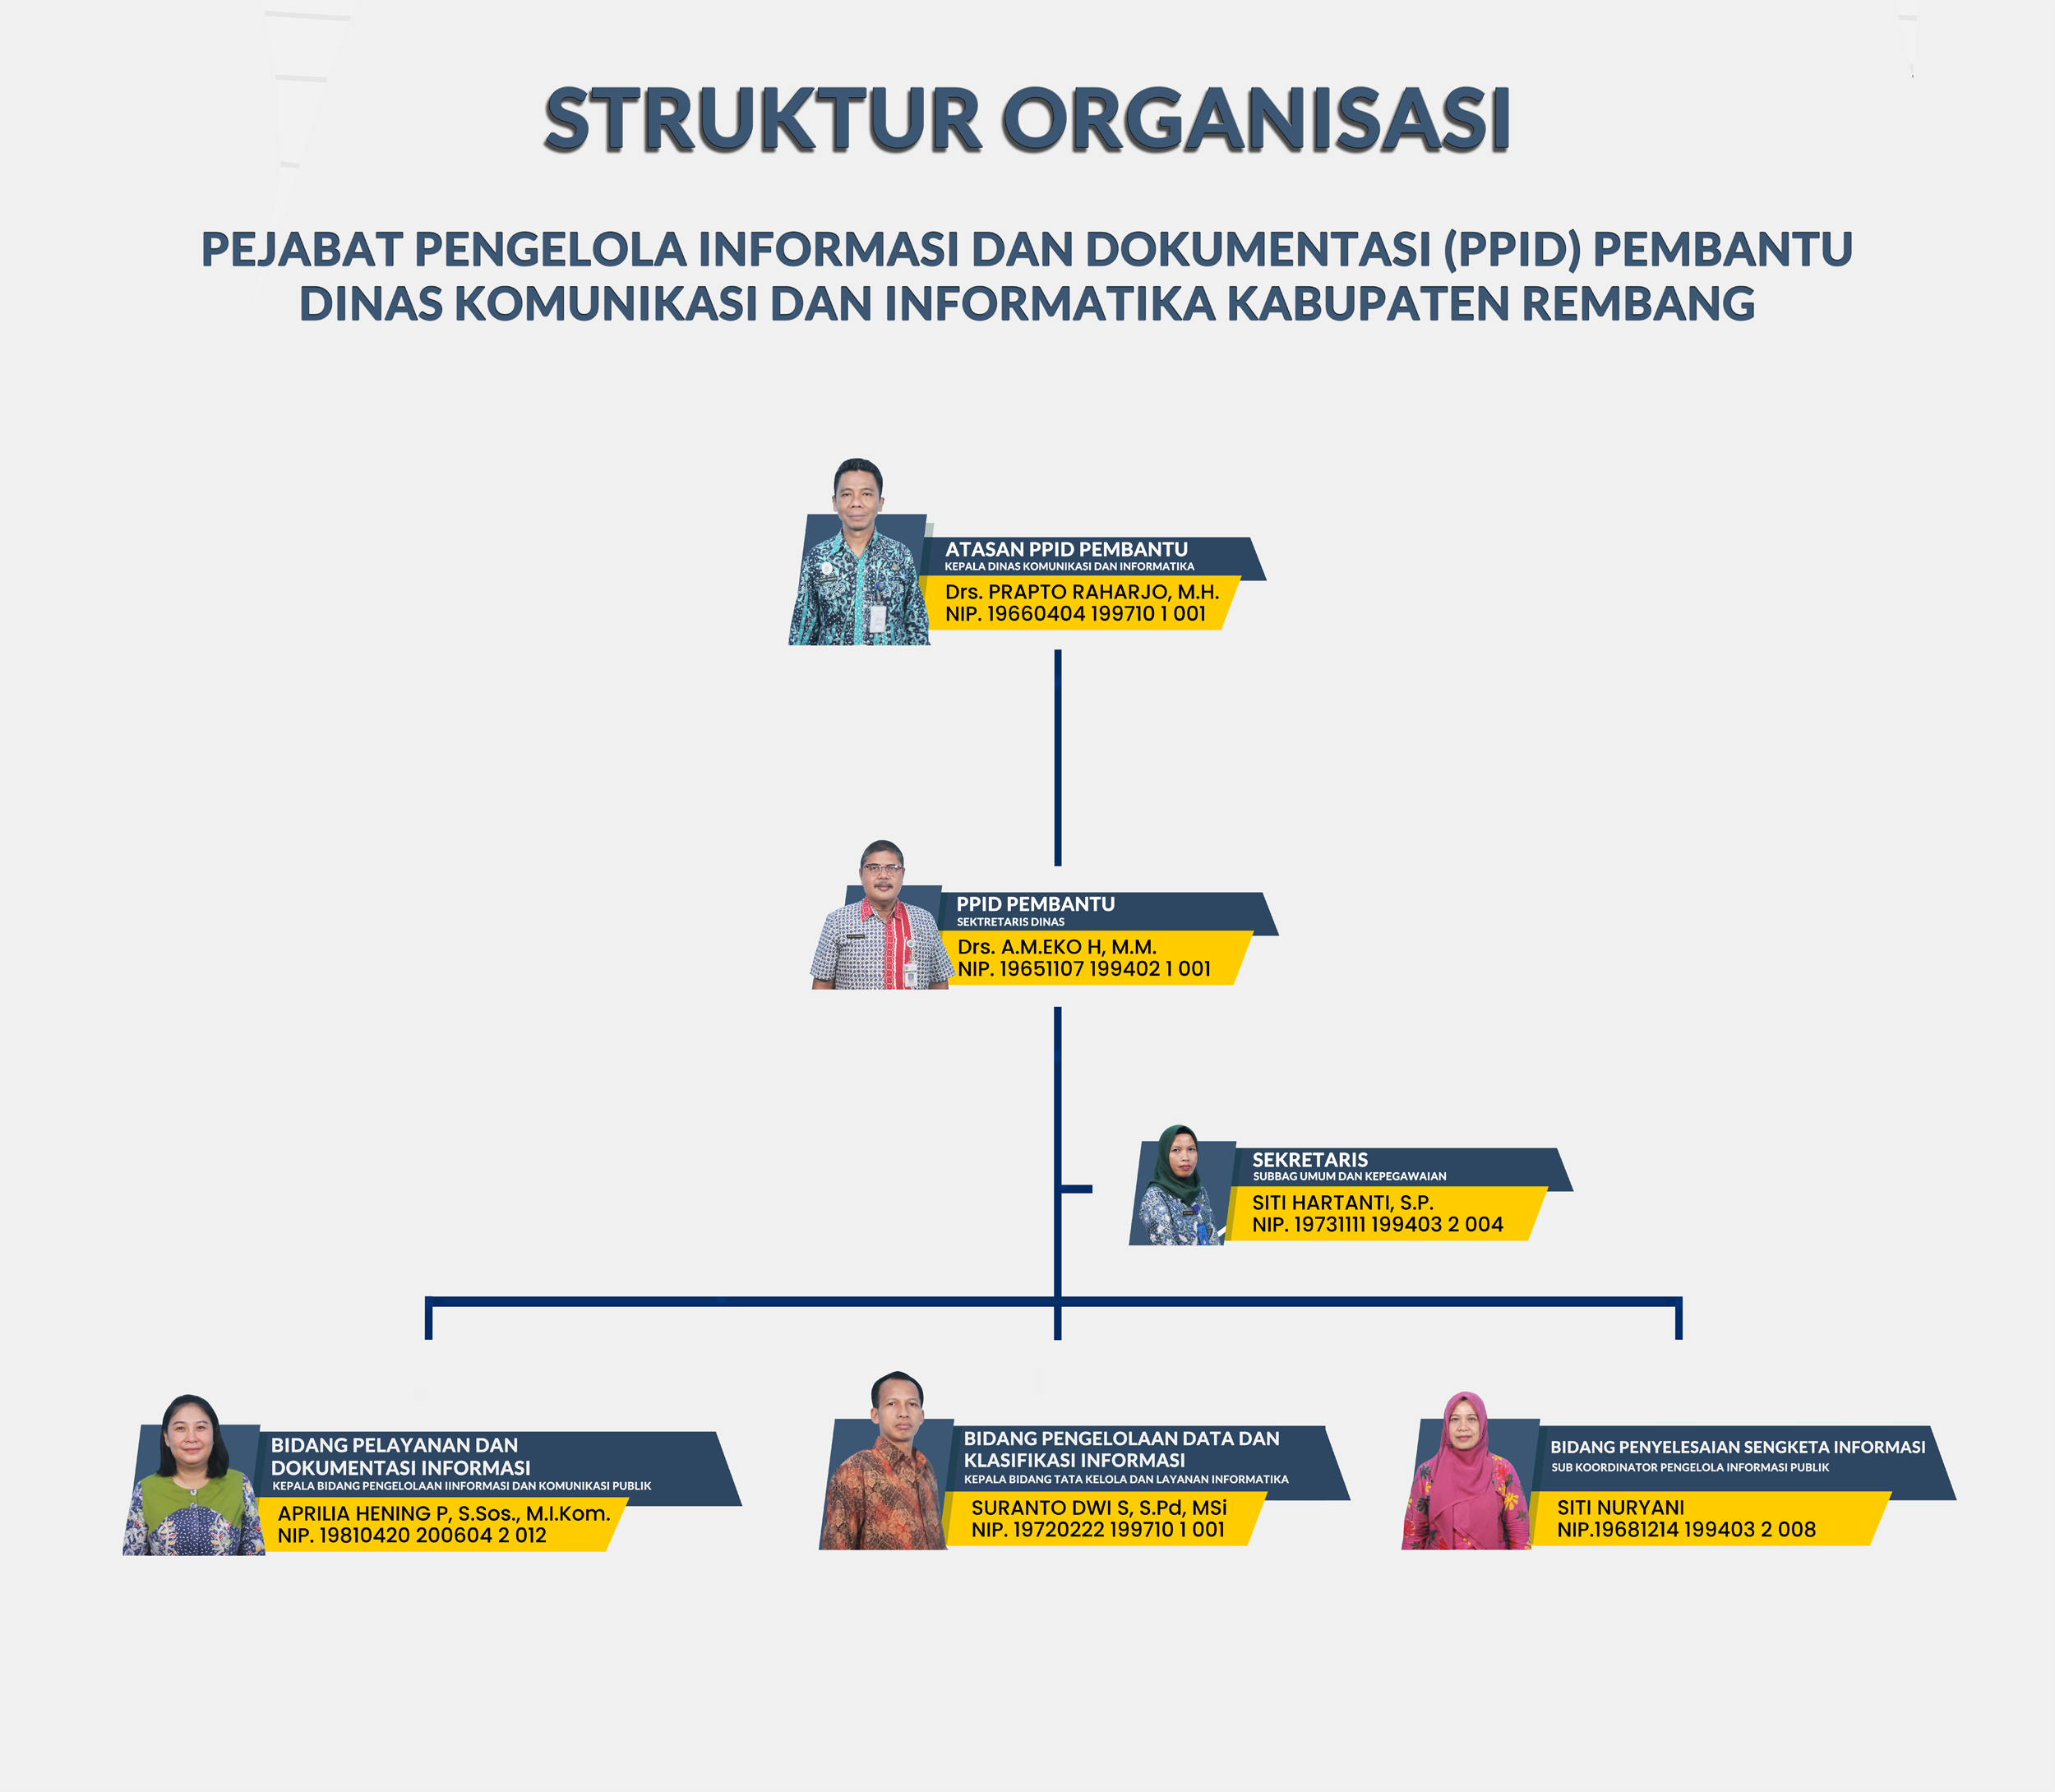 STRUKTUR ORGANISASI
PEJABAT PENGELOLA INFORMASI DAN DOKUMENTASI (PPID) PEMBANTU
DINAS KOMUNIKASI DAN INFORMATIKA KABUPATEN REMBANG
ATASAN PPID PEMBANTU
KEPALA DINAS KOMUNIKASI DAN INFORMATIKA
Drs. PRAPTO RAHARJO, M.H.
NIP. 19660404 199710 1 001
PPID PEMBANTU
SEKTRETARIS DINAS
Drs. A.M.EKO H, M.M.
NIP. 19651107 199402 1 001
SEKRETARIS
SUBBAG UMUM DAN KEPEGAWAIAN
SITI HARTANTI, S.P.
NIP. 19731111 199403 2 004
BIDANG PELAYANAN DAN
DOKUMENTASI INFORMASI
KEPALA BIDANG PENGELOLAAN IINFORMASI DAN KOMUNIKASI PUBLIK
APRILIA HENING P, S.Sos., M.I.Kom.
NIP. 19810420 200604 2 012
BIDANG PENGELOLAAN DATA DAN
KLASIFIKASI INFORMASI
KEPALA BIDANG TATA KELOLA DAN LAYANAN INFORMATIKA
SURANTO DWI S, S.Pd, MSi
NIP. 19720222 199710 1 001
BIDANG PENYELESAIAN SENGKETA INFORMASI
SUB KOORDINATOR PENGELOLA INFORMASI PUBLIK
SITI NURYANI
NIP.19681214 199403 2 008